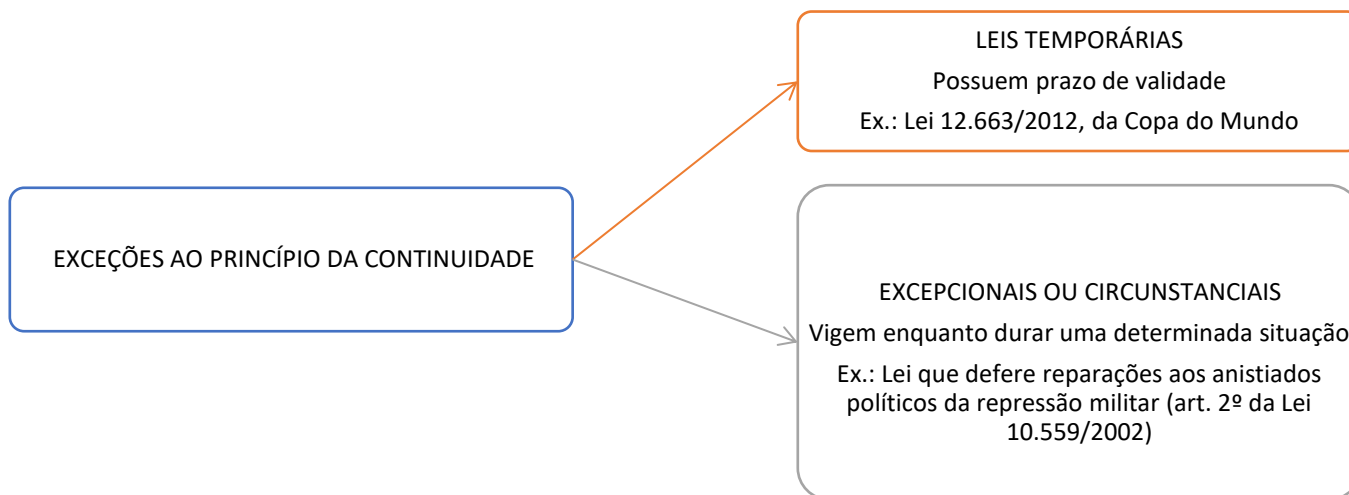 EXCEÇÕES AO PRINCÍPIO DA CONTINUIDADE
LEIS TEMPORÁRIAS
Possuem prazo de validade
Ex.: Lei 12.663/2012, da Copa do Mundo
EXCEPCIONAIS OU CIRCUNSTANCIAIS
Vigem enquanto durar uma determinada situação
Ex.: Lei que defere reparações aos anistiados
políticos da repressão militar (art. 2º da Lei
10.559/2002)